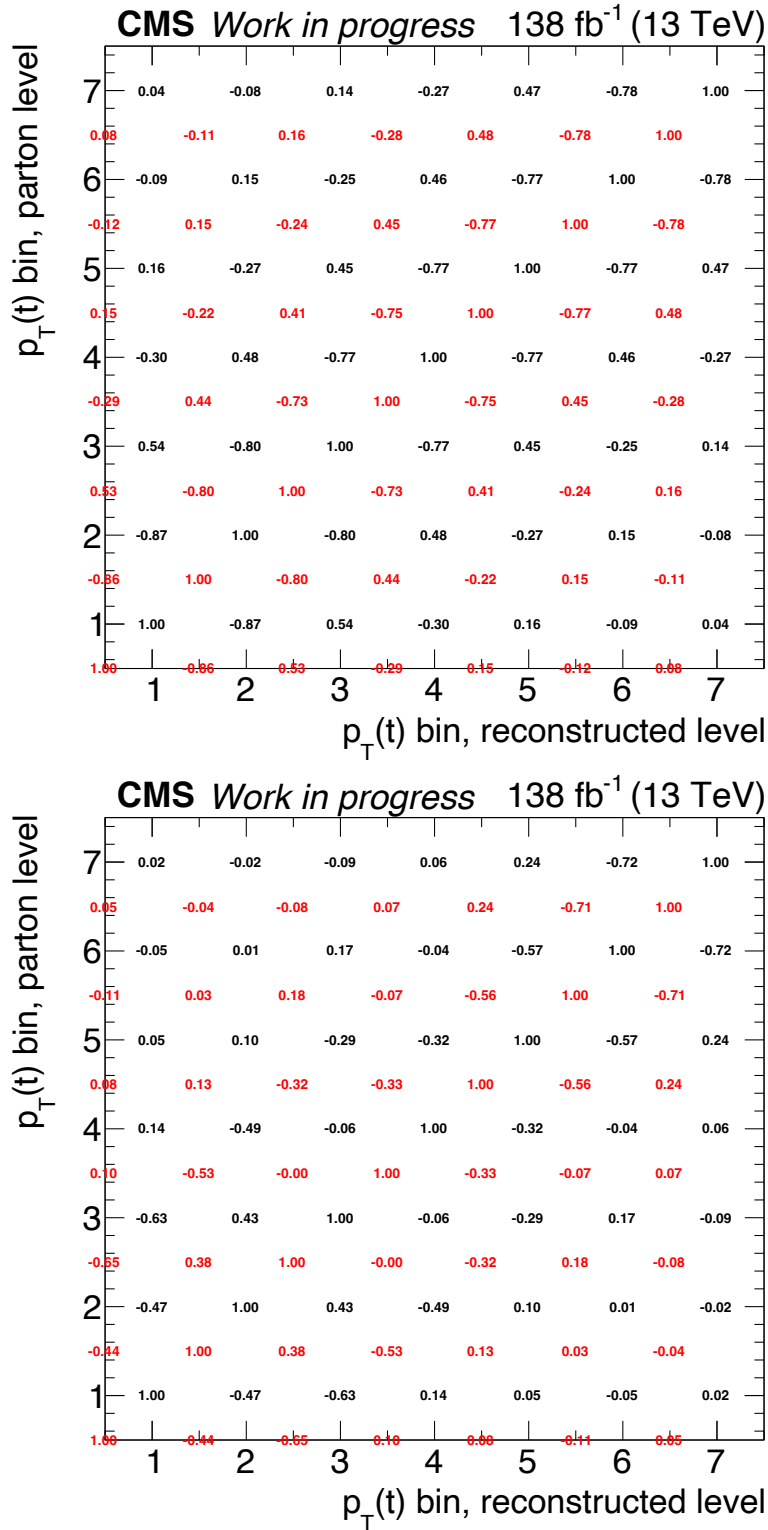 CMS Work in progress 138 fb-1 (13 TeV)
pT(t) bin, parton level
7 0.04 -0.08 0.14 -0.27 0.47 -0.78 1.00
0.08 -0.11 0.16 -0.28 0.48 -0.78 1.00
6 -0.09 0.15 -0.25 0.46 -0.77 1.00 -0.78
-0.12 0.15 -0.24 0.45 -0.77 1.00 -0.78
5 0.16 -0.27 0.45 -0.77 1.00 -0.77 0.47
0.15 -0.22 0.41 -0.75 1.00 -0.77 0.48
4 -0.30 0.48 -0.77 1.00 -0.77 0.46 -0.27
-0.29 0.44 -0.73 1.00 -0.75 0.45 -0.28
3 0.54 -0.80 1.00 -0.77 0.45 -0.25 0.14
0.53 -0.80 1.00 -0.73 0.41 -0.24 0.16
2 -0.87 1.00 -0.80 0.48 -0.27 0.15 -0.08
-0.86 1.00 -0.80 0.44 -0.22 0.15 -0.11
1 1.00 -0.87 0.54 -0.30 0.16 -0.09 0.04
1.00 -0.86 0.53 -0.29 0.15 -0.12 0.08
1 2 3 4 5 6 7
pT(t) bin, reconstructed level
CMS Work in progress 138 fb-1 (13 TeV)
pT(t) bin, parton level
7 0.02 -0.02 -0.09 0.06 0.24 -0.72 1.00
0.05 -0.04 -0.08 0.07 0.24 -0.71 1.00
6 -0.05 0.01 0.17 -0.04 -0.57 1.00 -0.72
-0.11 0.03 0.18 -0.07 -0.56 1.00 -0.71
5 0.05 0.10 -0.29 -0.32 1.00 -0.57 0.24
0.08 0.13 -0.32 -0.33 1.00 -0.56 0.24
4 0.14 -0.49 -0.06 1.00 -0.32 -0.04 0.06
0.10 -0.53 -0.00 1.00 -0.33 -0.07 0.07
3 -0.63 0.43 1.00 -0.06 -0.29 0.17 -0.09
-0.65 0.38 1.00 -0.00 -0.32 0.18 -0.08
2 -0.47 1.00 0.43 -0.49 0.10 0.01 -0.02
-0.44 1.00 0.38 -0.53 0.13 0.03 -0.04
1 1.00 -0.47 -0.63 0.14 0.05 -0.05 0.02
1.00 -0.44 -0.65 0.10 0.08 -0.11 0.05
1 2 3 4 5 6 7
pT(t) bin, reconstructed level